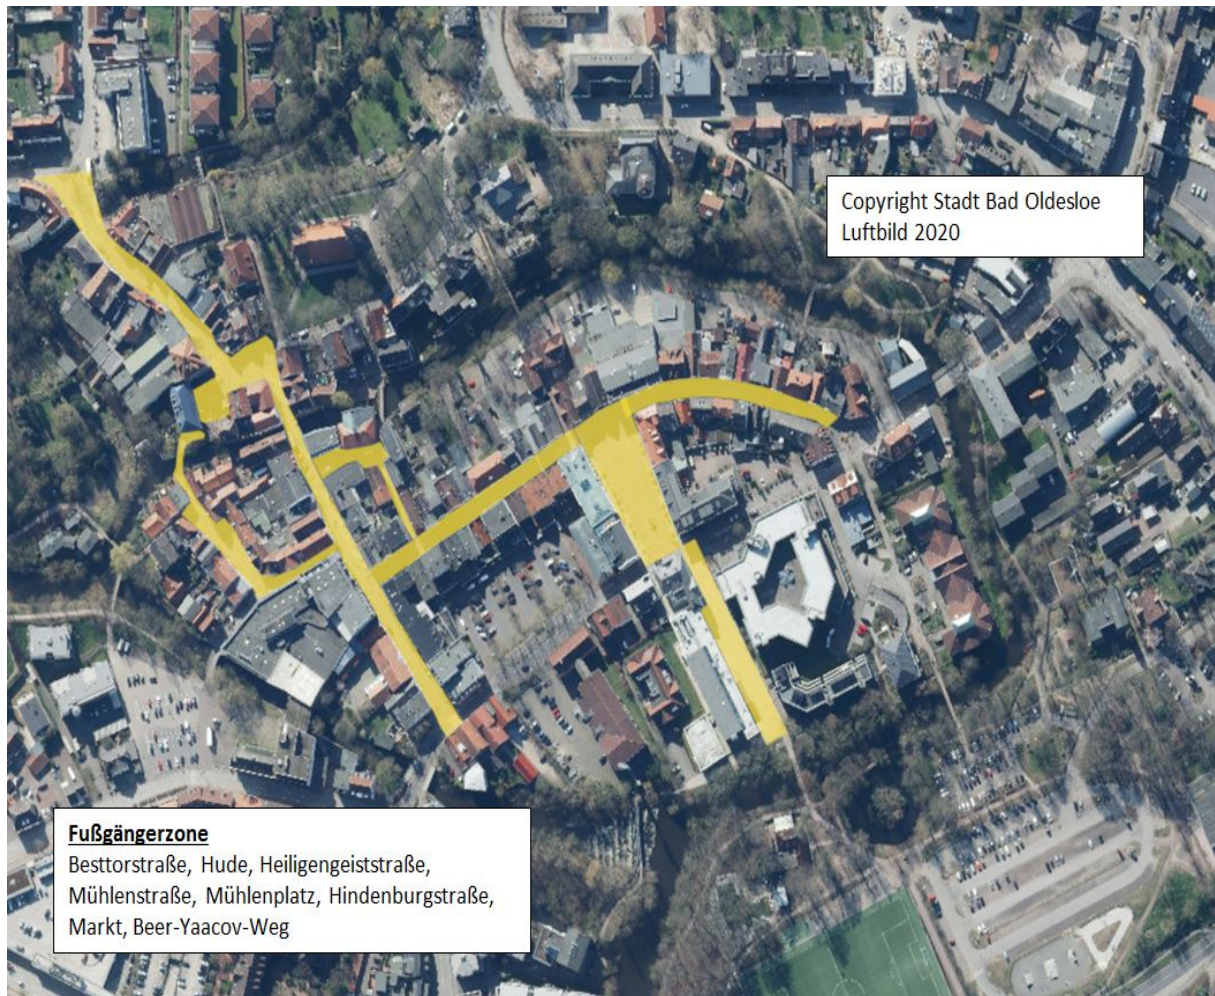 Copyright Stadt Bad Oldesloe
Luftbild 2020
Fußgängerzone
Besttorstraße, Hude, Heiligengeiststraße,
Mühlenstraße, Mühlenplatz, Hindenburgstraße,
Markt, Beer-Yaacov-Weg